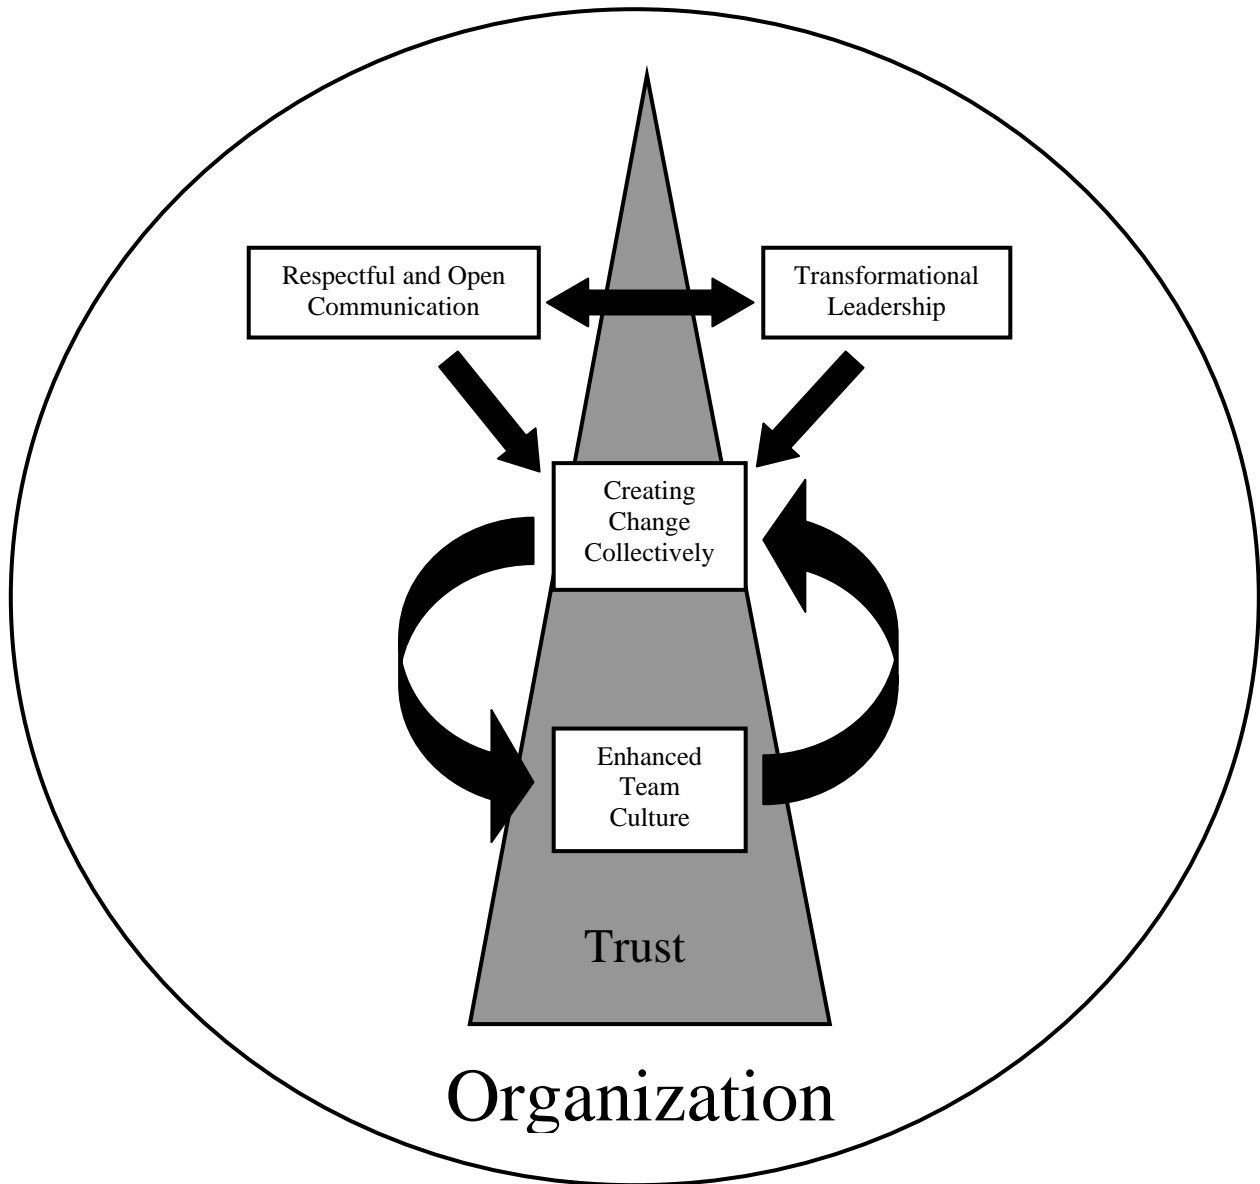 Respectful and Open
Communication
Transformational
Leadership
Creating
Change
Collectively
Enhanced
Team
Culture
Trust
Organization